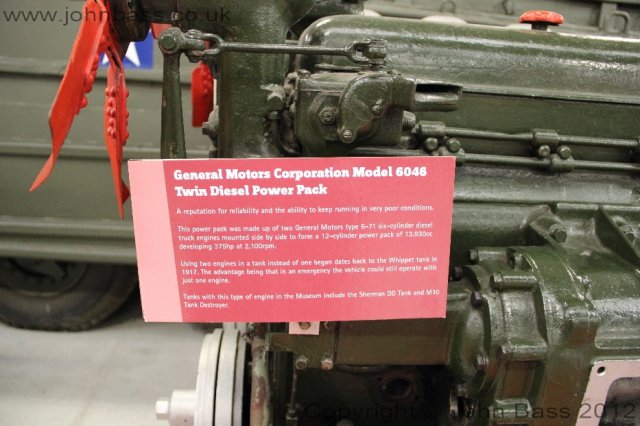 www.johnbass.co.uk
General Motors Corporation Model 6046
Twin Diesel Power Pack
A reputation for reliability and the ability to keep running in very poor conditions.
This power pack was made up of two General Motors type 6-71 six-cylinder diesel
truck engines mounted side by side to form a 12-cylinder power pack of 13,930cc
developing 375hp at 2,100rpm.
Using two engines in a tank instead of one began dates back to the Whippet tank in
1917. The advantage being that in an emergency the vehicle could still operate with
just one engine.
Tanks with this type of engine in the Museum include the Sherman DD Tank and M10
Tank Destroyer.
Copyright © John Bass 2012